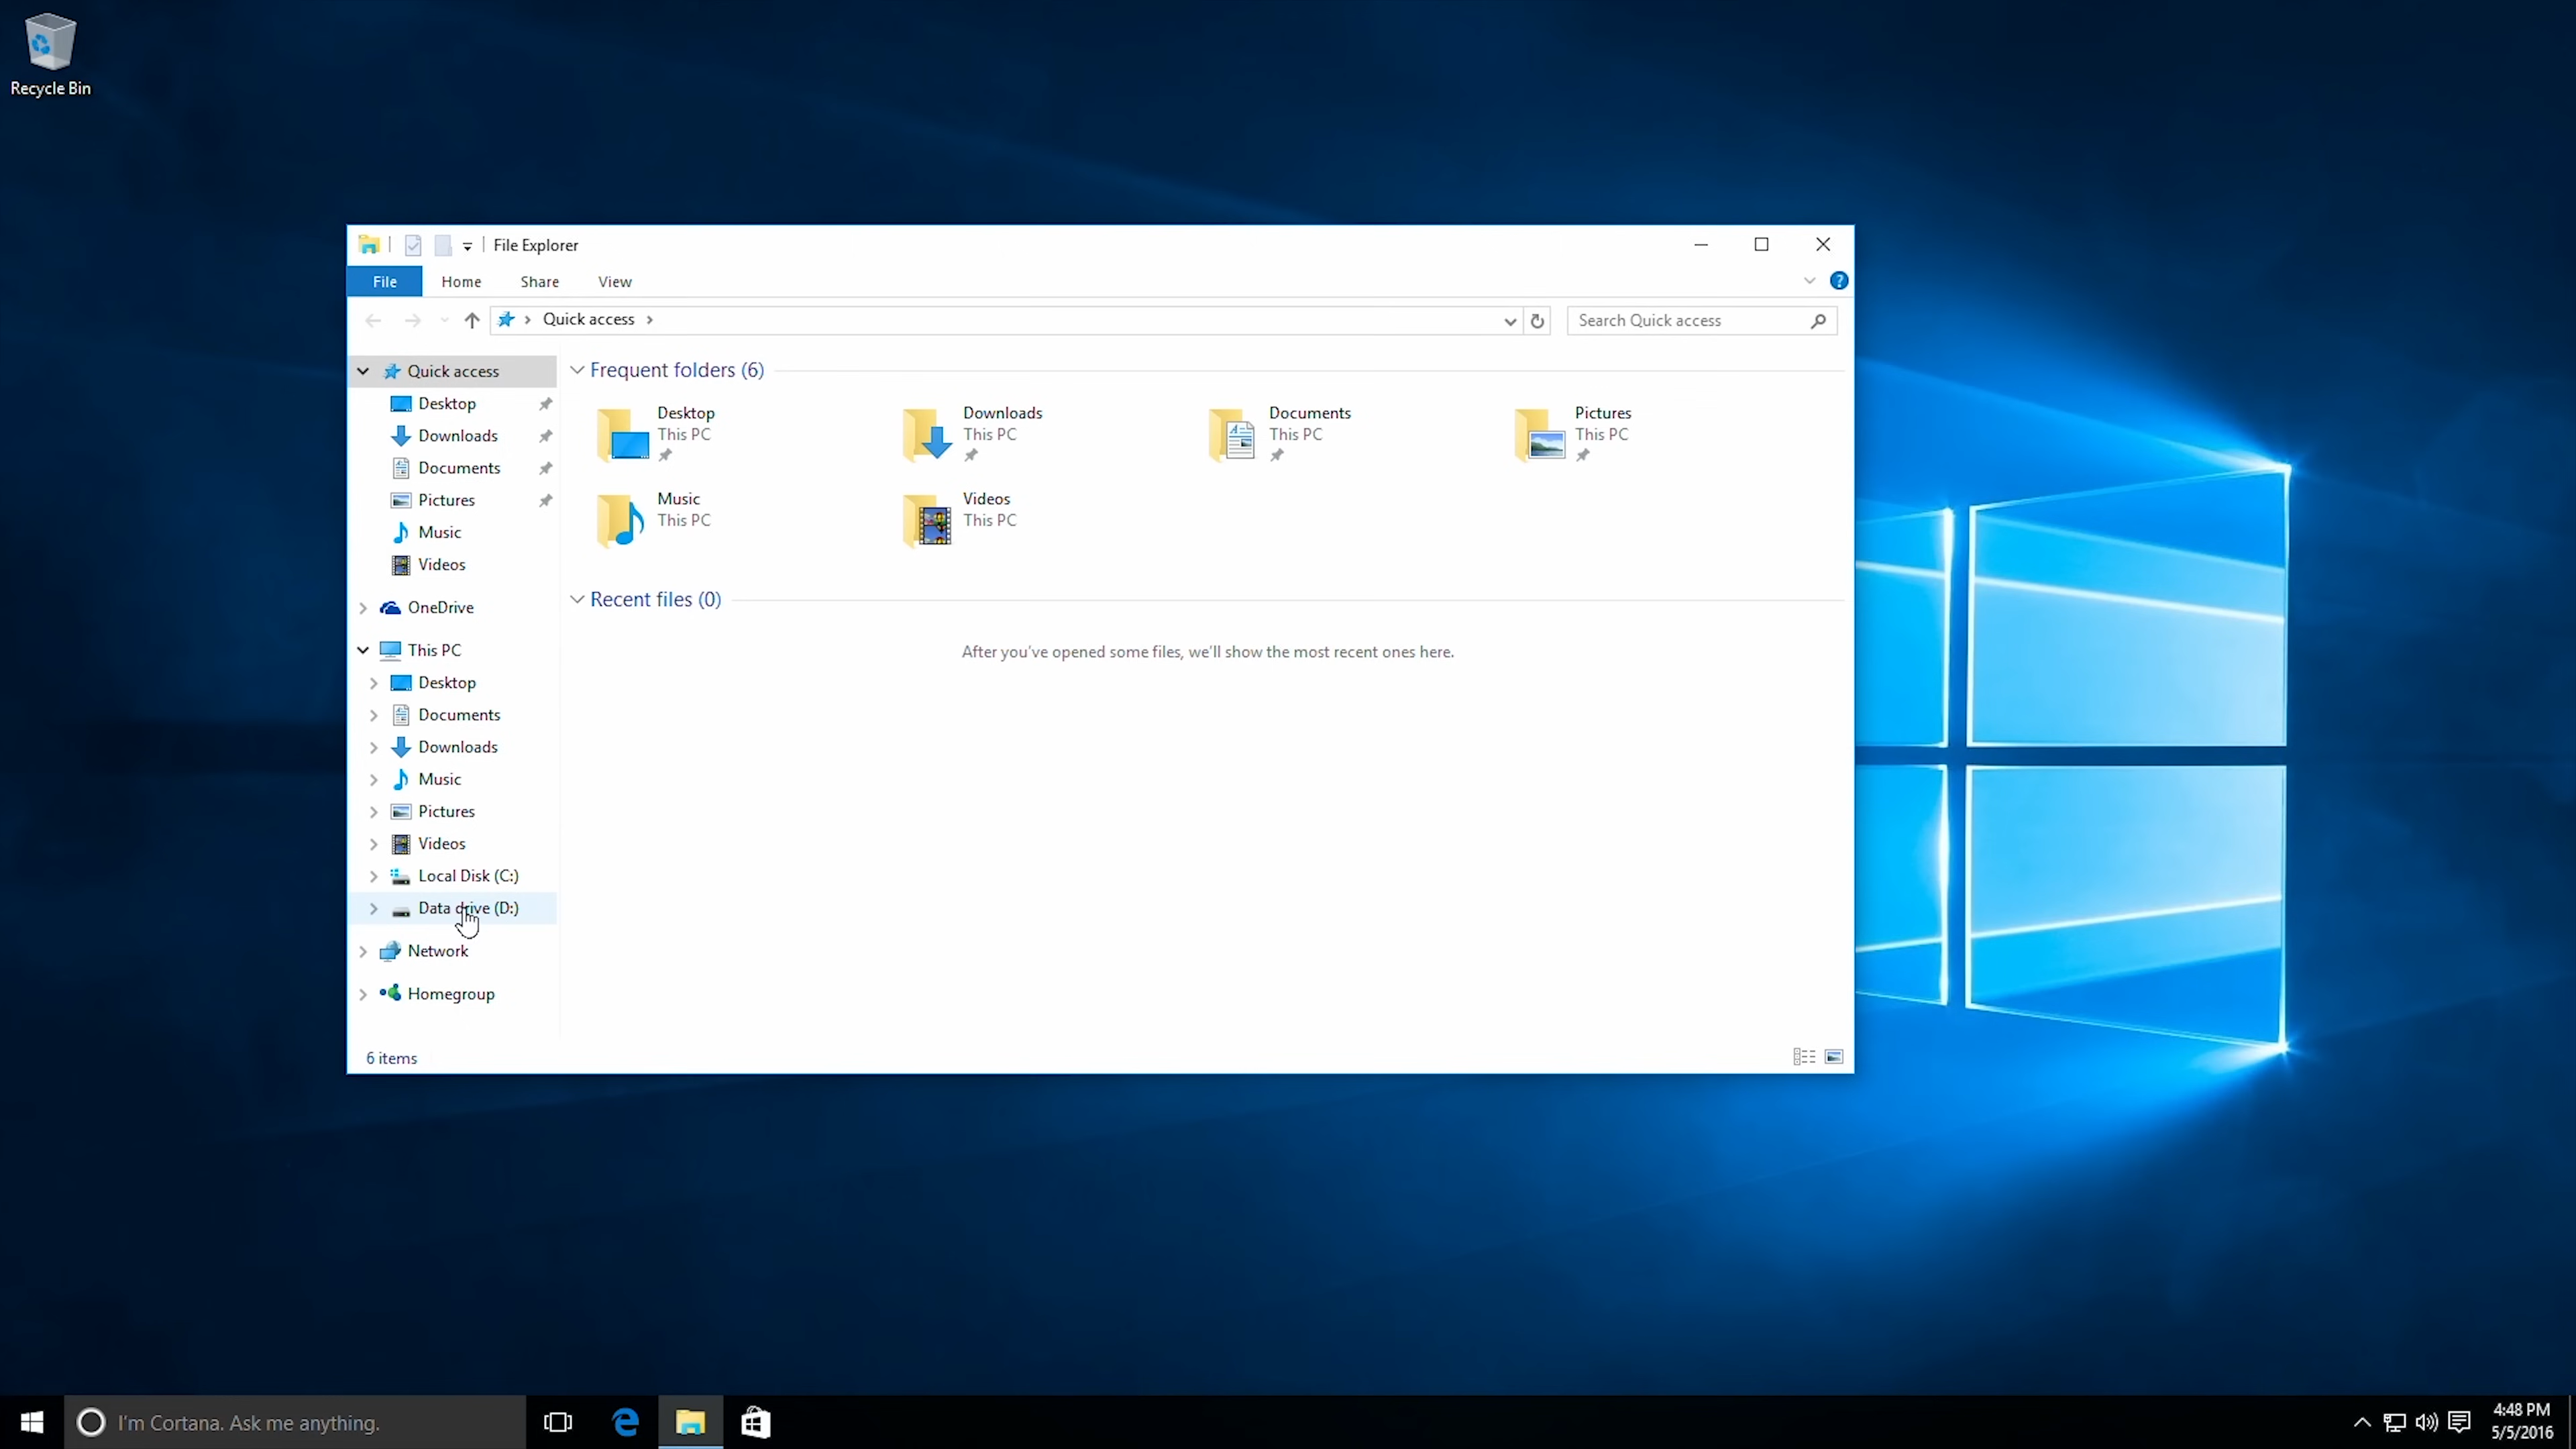 Recycle Bin
File Explorer
File Home Share View
Quick access
Search Quick access
Quick access
Desktop
Downloads
Documents
Pictures
Music
Videos
OneDrive
This PC
Desktop
Documents
Downloads
Music
Pictures
Videos
Local Disk (C:)
Data drive (D:)
Network
Homegroup
Frequent folders (6)
Desktop
This PC
Downloads
This PC
Documents
This PC
Pictures
This PC
Music
This PC
Videos
This PC
Recent files (0)
After you've opened some files, we'll show the most recent ones here.
6 items
I'm Cortana. Ask me anything.
4:48 PM
5/5/2016